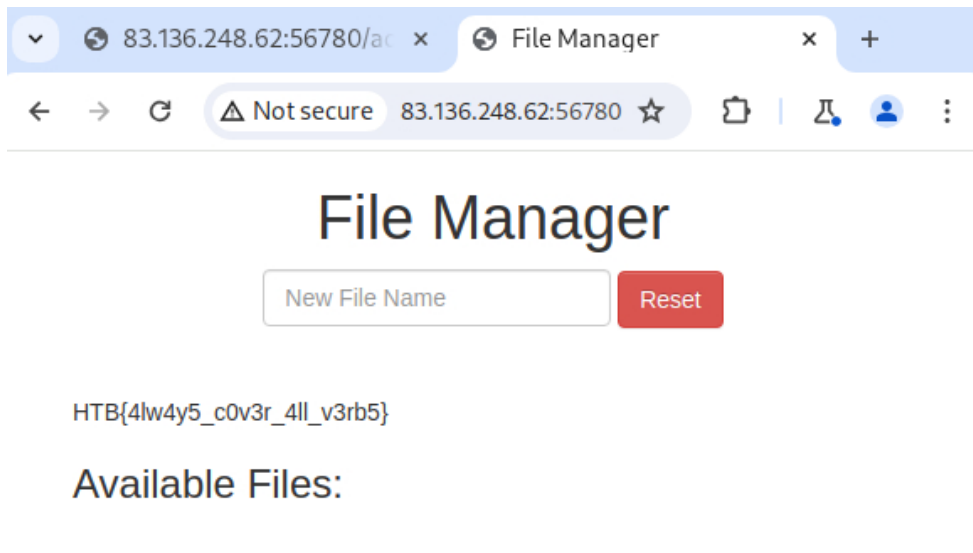 83.136.248.62:56780/ac
File Manager
Not secure
83.136.248.62:56780
File Manager
New File Name
Reset
HTB{4lw4y5_c0v3r_4ll_v3rb5}
Available Files: